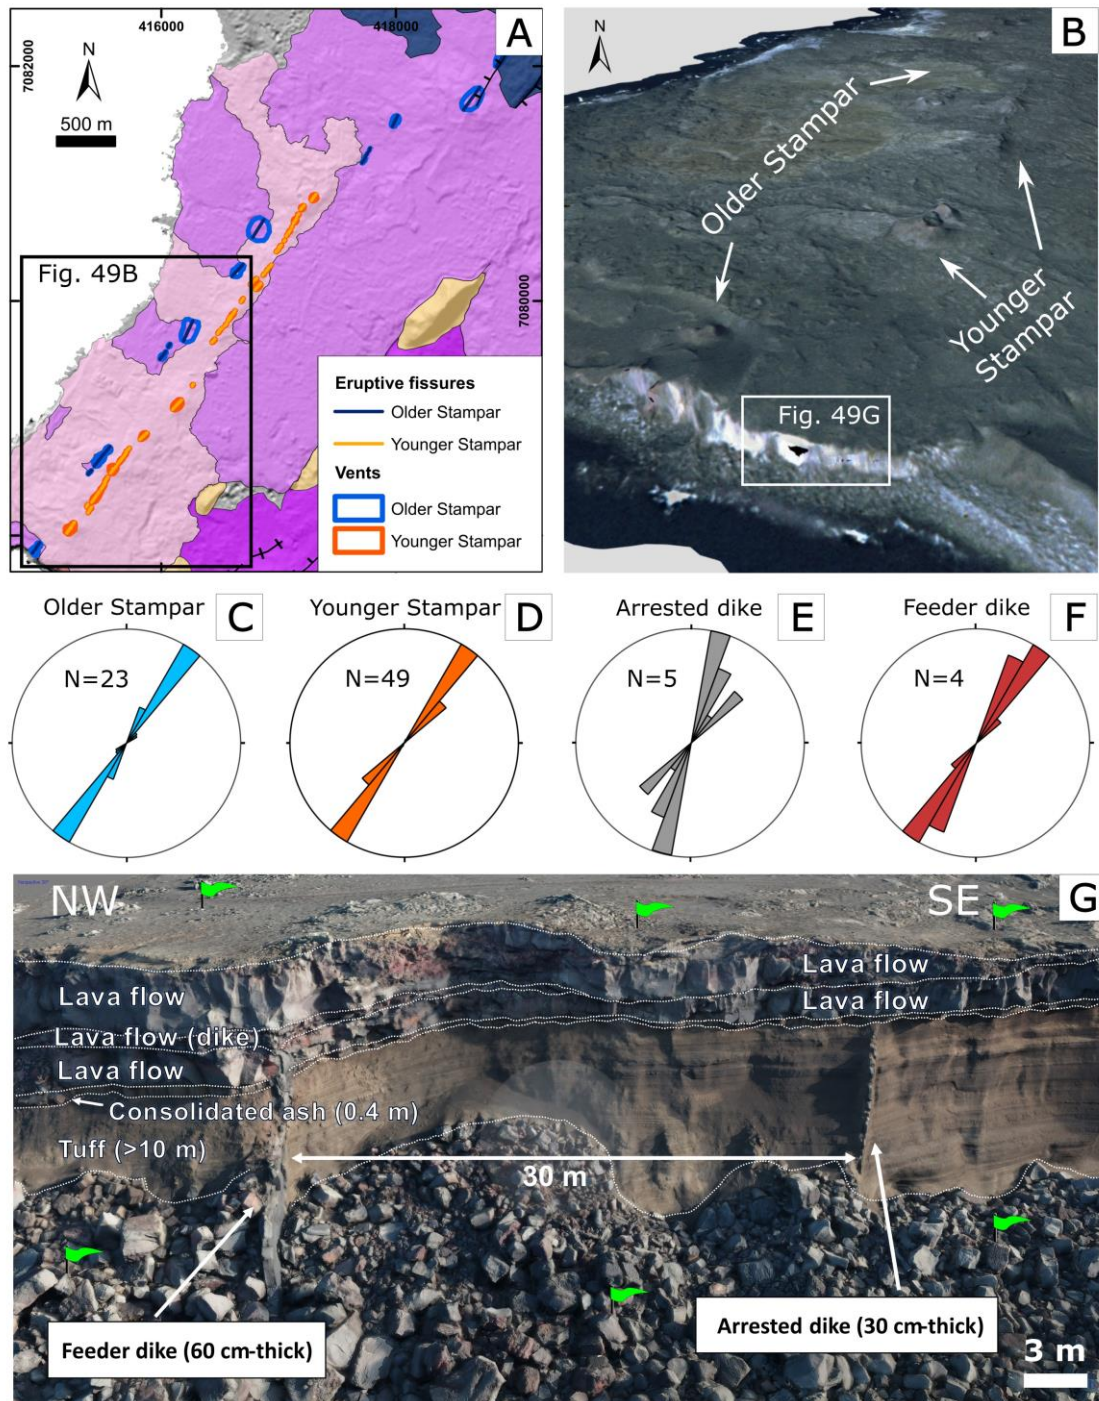 416000
418000
A
7082000
N
500 m
Fig. 49B
7080000
Eruptive fissures
Older Stampar
Younger Stampar
Vents
Older Stampar
Younger Stampar
B
N
Older Stampar
Younger
Stampar
Fig. 49G
Older Stampar
C
N=23
Younger Stampar
D
N=49
Arrested dike
E
N=5
Feeder dike
F
N=4
NW
SE
G
Lava flow
Lava flow
Lava flow
Lava flow (dike)
Lava flow
Consolidated ash (0.4 m)
Tuff (>10 m)
30 m
Feeder dike (60 cm-thick)
Arrested dike (30 cm-thick)
3 m